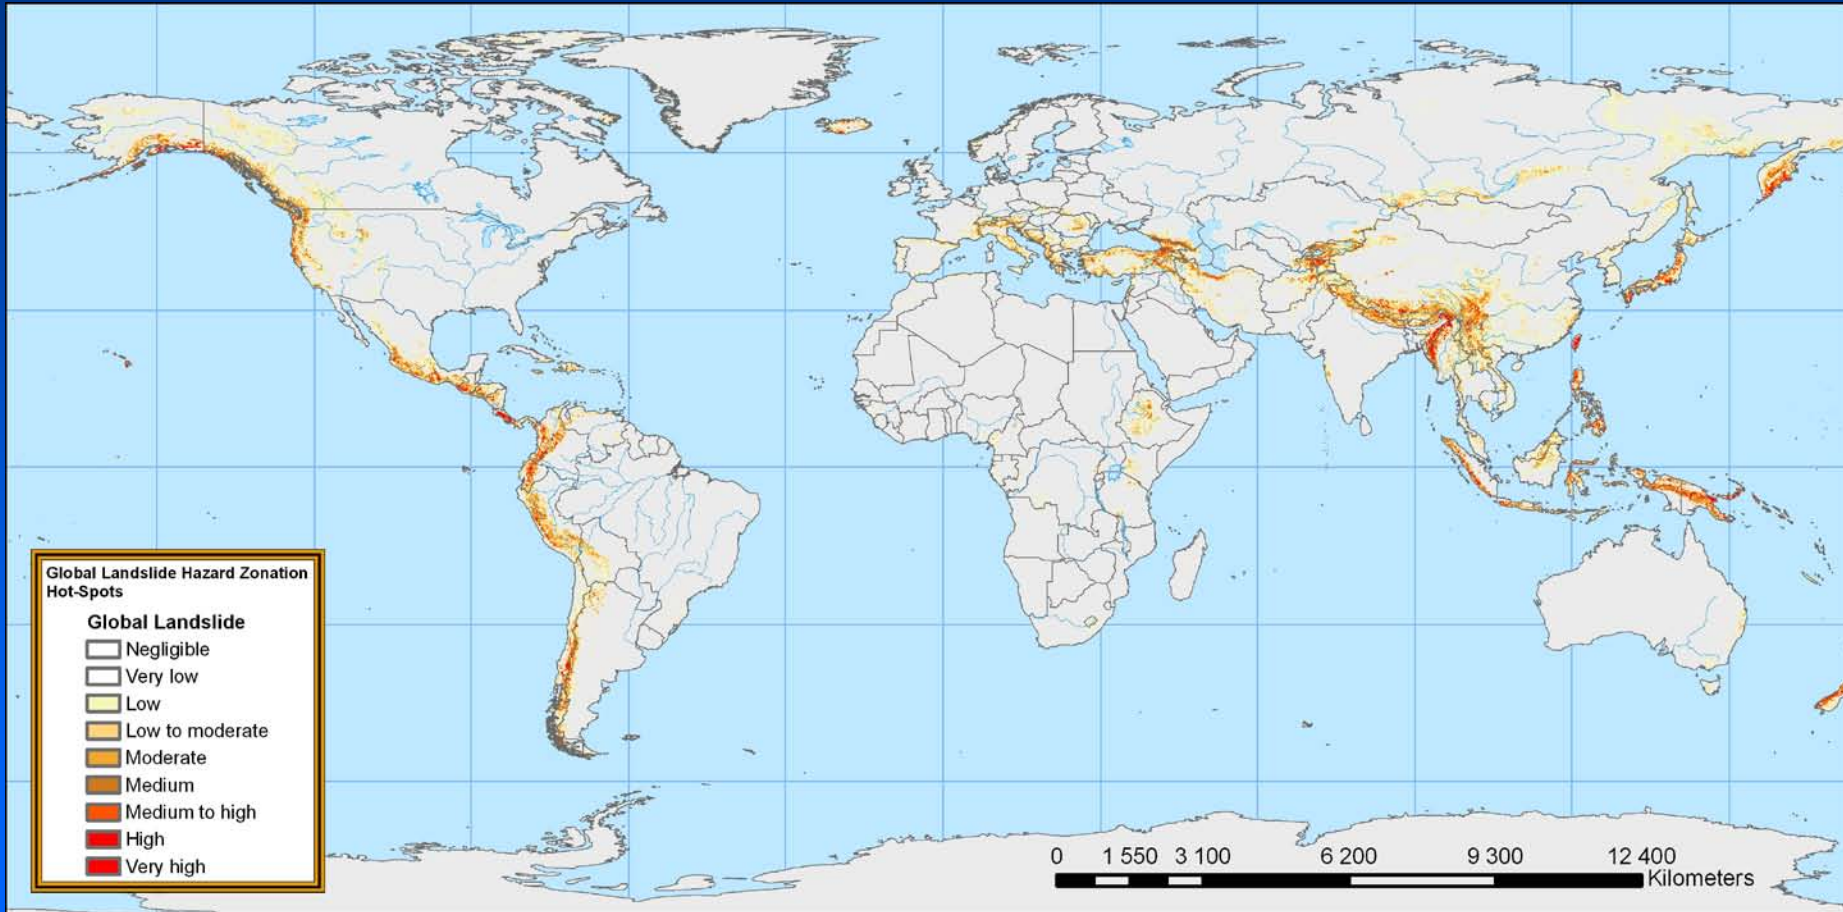 Global Landslide Hazard Zonation
Hot-Spots
Global Landslide
Negligible
Very low
Low
Low to moderate
Moderate
Medium
Medium to high
High
Very high
0 1 550 3 100 6 200 9 300 12 400
Kilometers